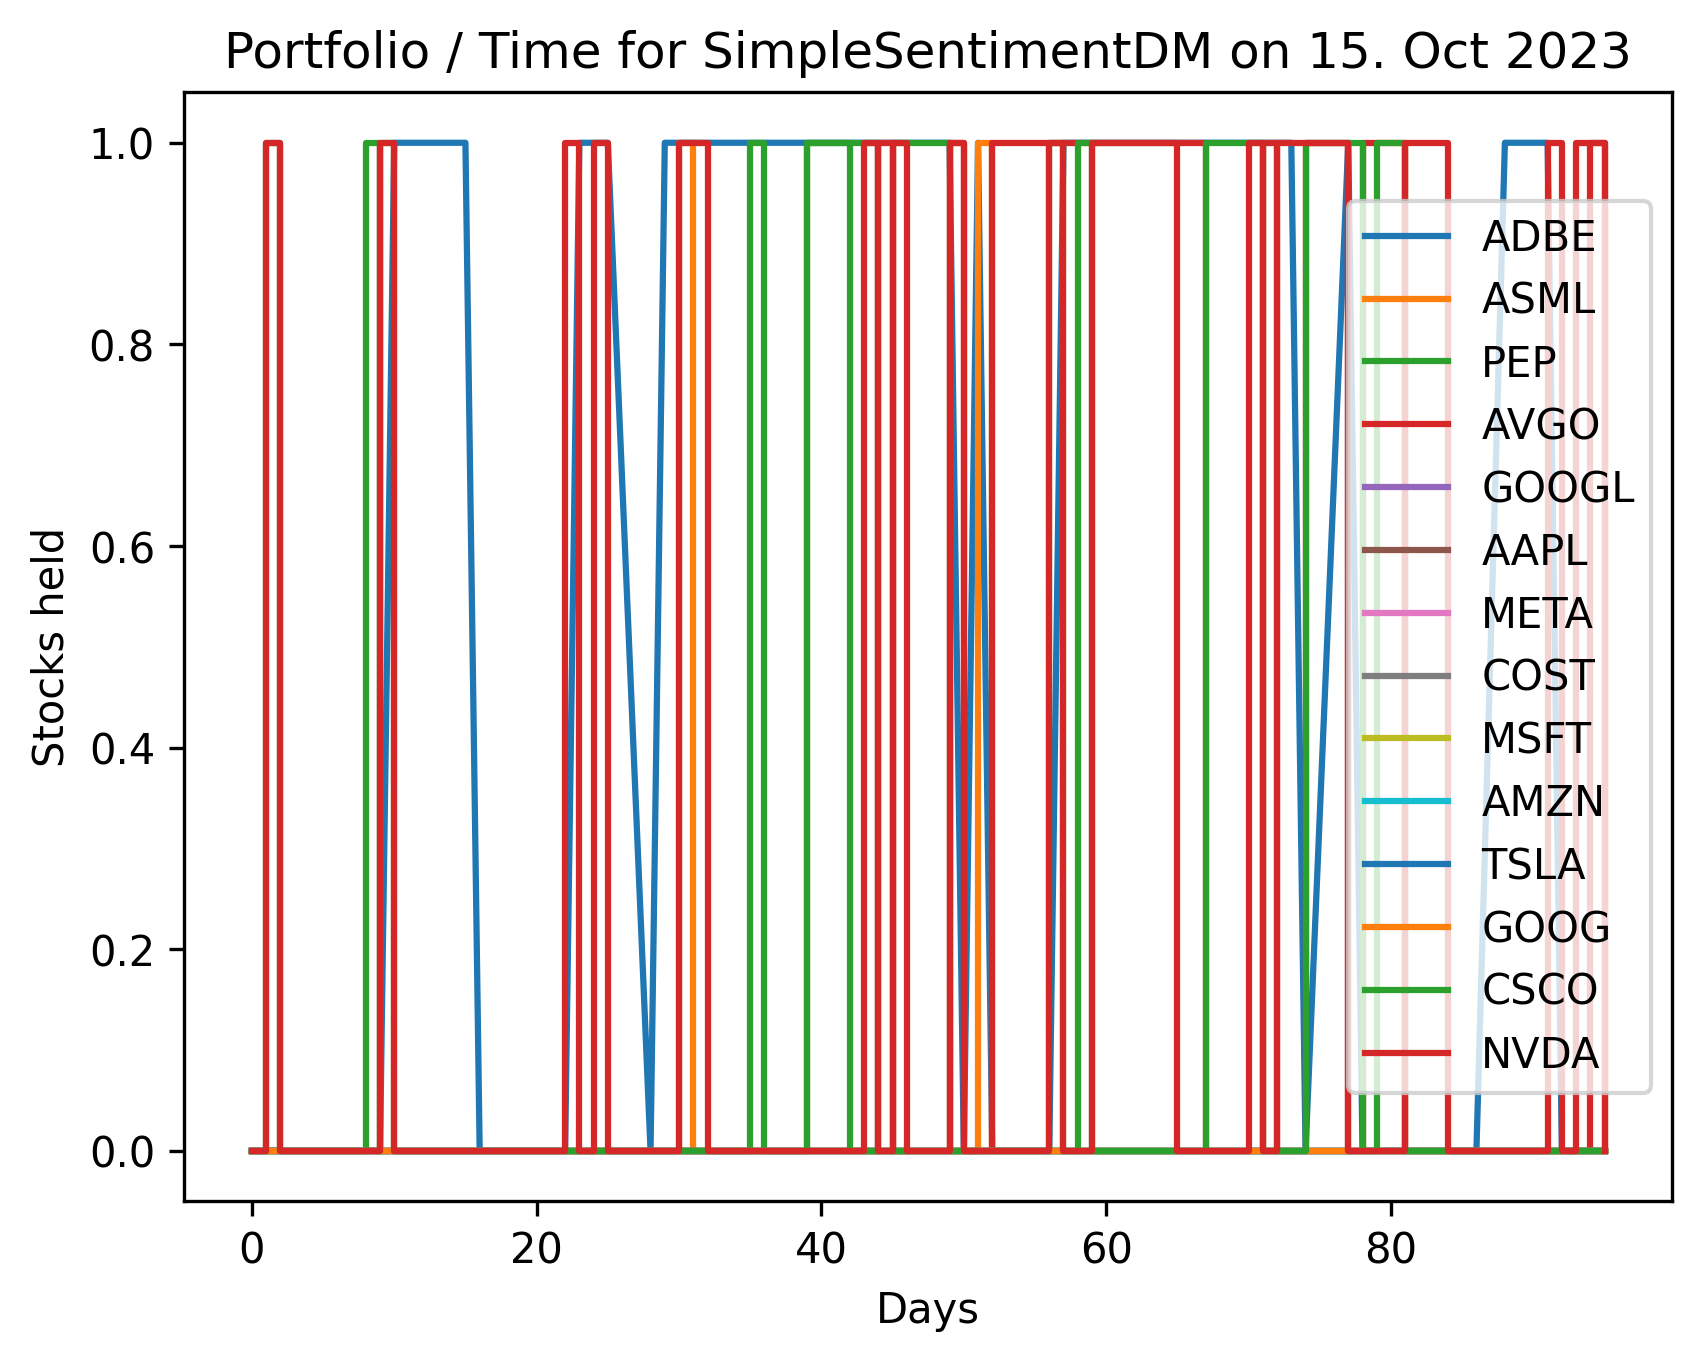 Portfolio / Time for SimpleSentimentDM on 15. Oct 2023
1.0
0.8
0.6
0.4
0.2
0.0
Stocks held
ADBE
ASML
PEP
AVGO
GOOGL
AAPL
META
COST
MSFT
AMZN
TSLA
GOOG
CSCO
NVDA
0 20 40 60 80
Days